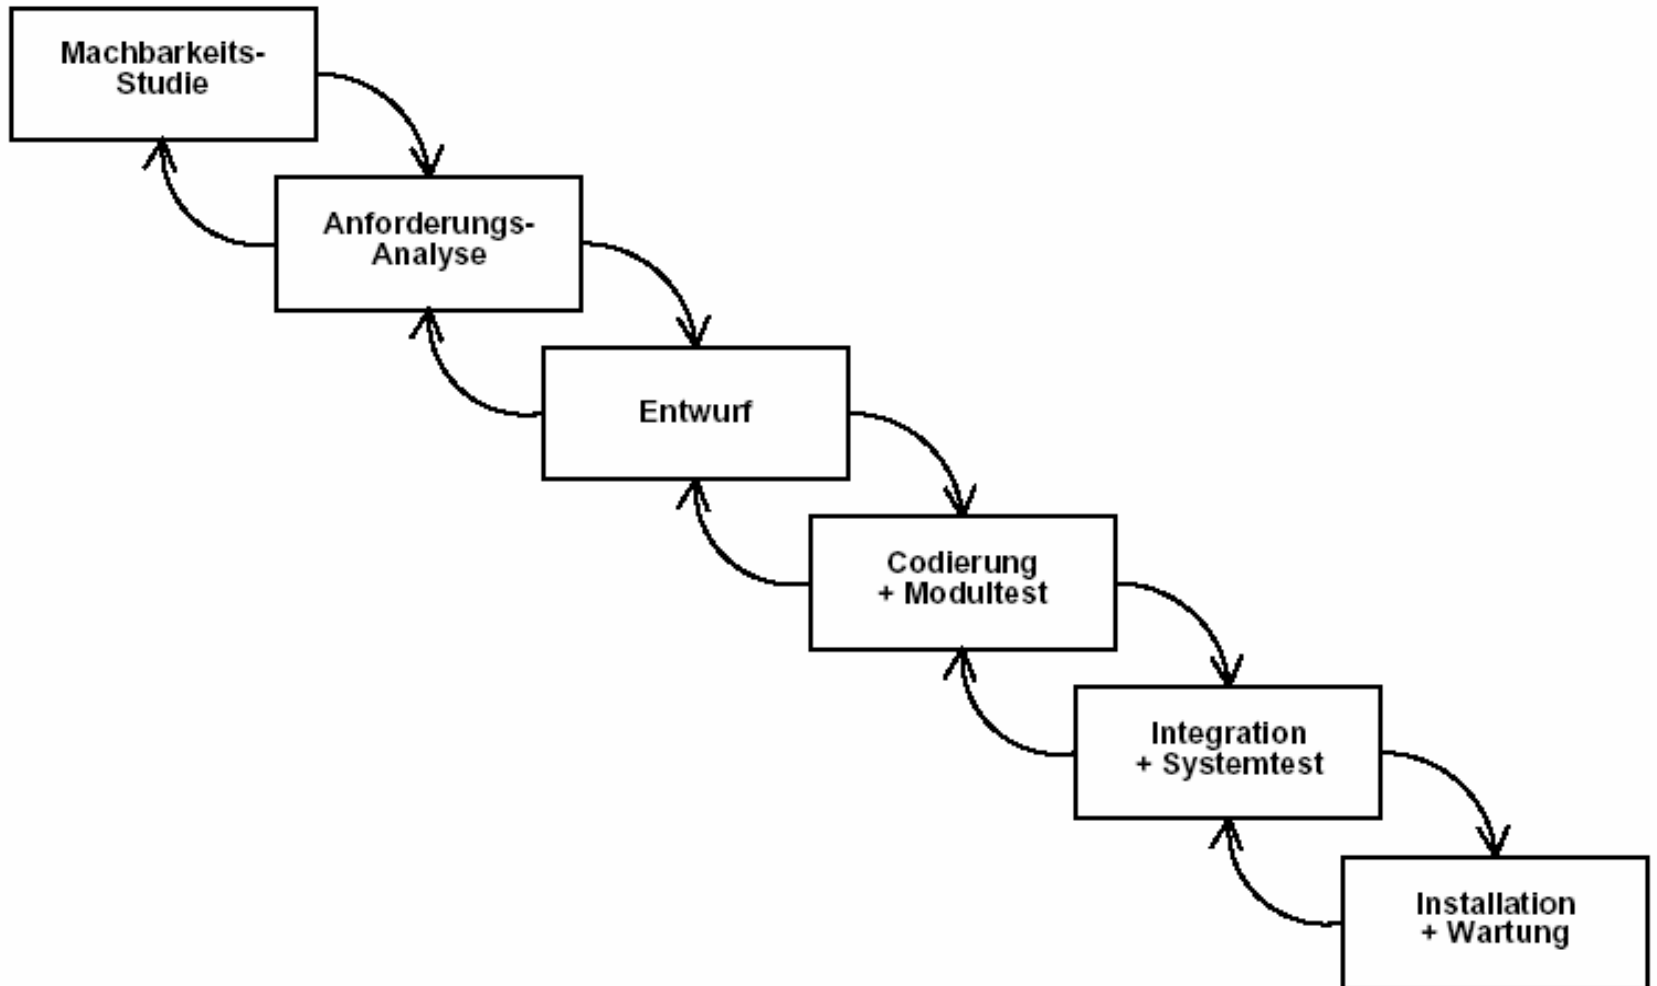 Machbarkeits-
Studie
Anforderungs-
Analyse
Entwurf
Codierung
+ Modultest
Integration
+ Systemtest
Installation
+ Wartung